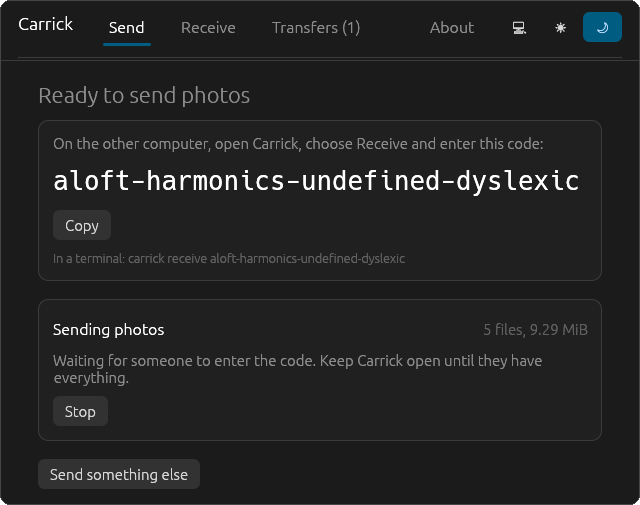 Carrick Send Receive Transfers (1) About
Ready to send photos
On the other computer, open Carrick, choose Receive and enter this code:
aloft-harmonics-undefined-dyslexic
Copy
In a terminal: carrick receive aloft-harmonics-undefined-dyslexic
Sending photos 5 files, 9.29 MiB
Waiting for someone to enter the code. Keep Carrick open until they have
everything.
Stop
Send something else